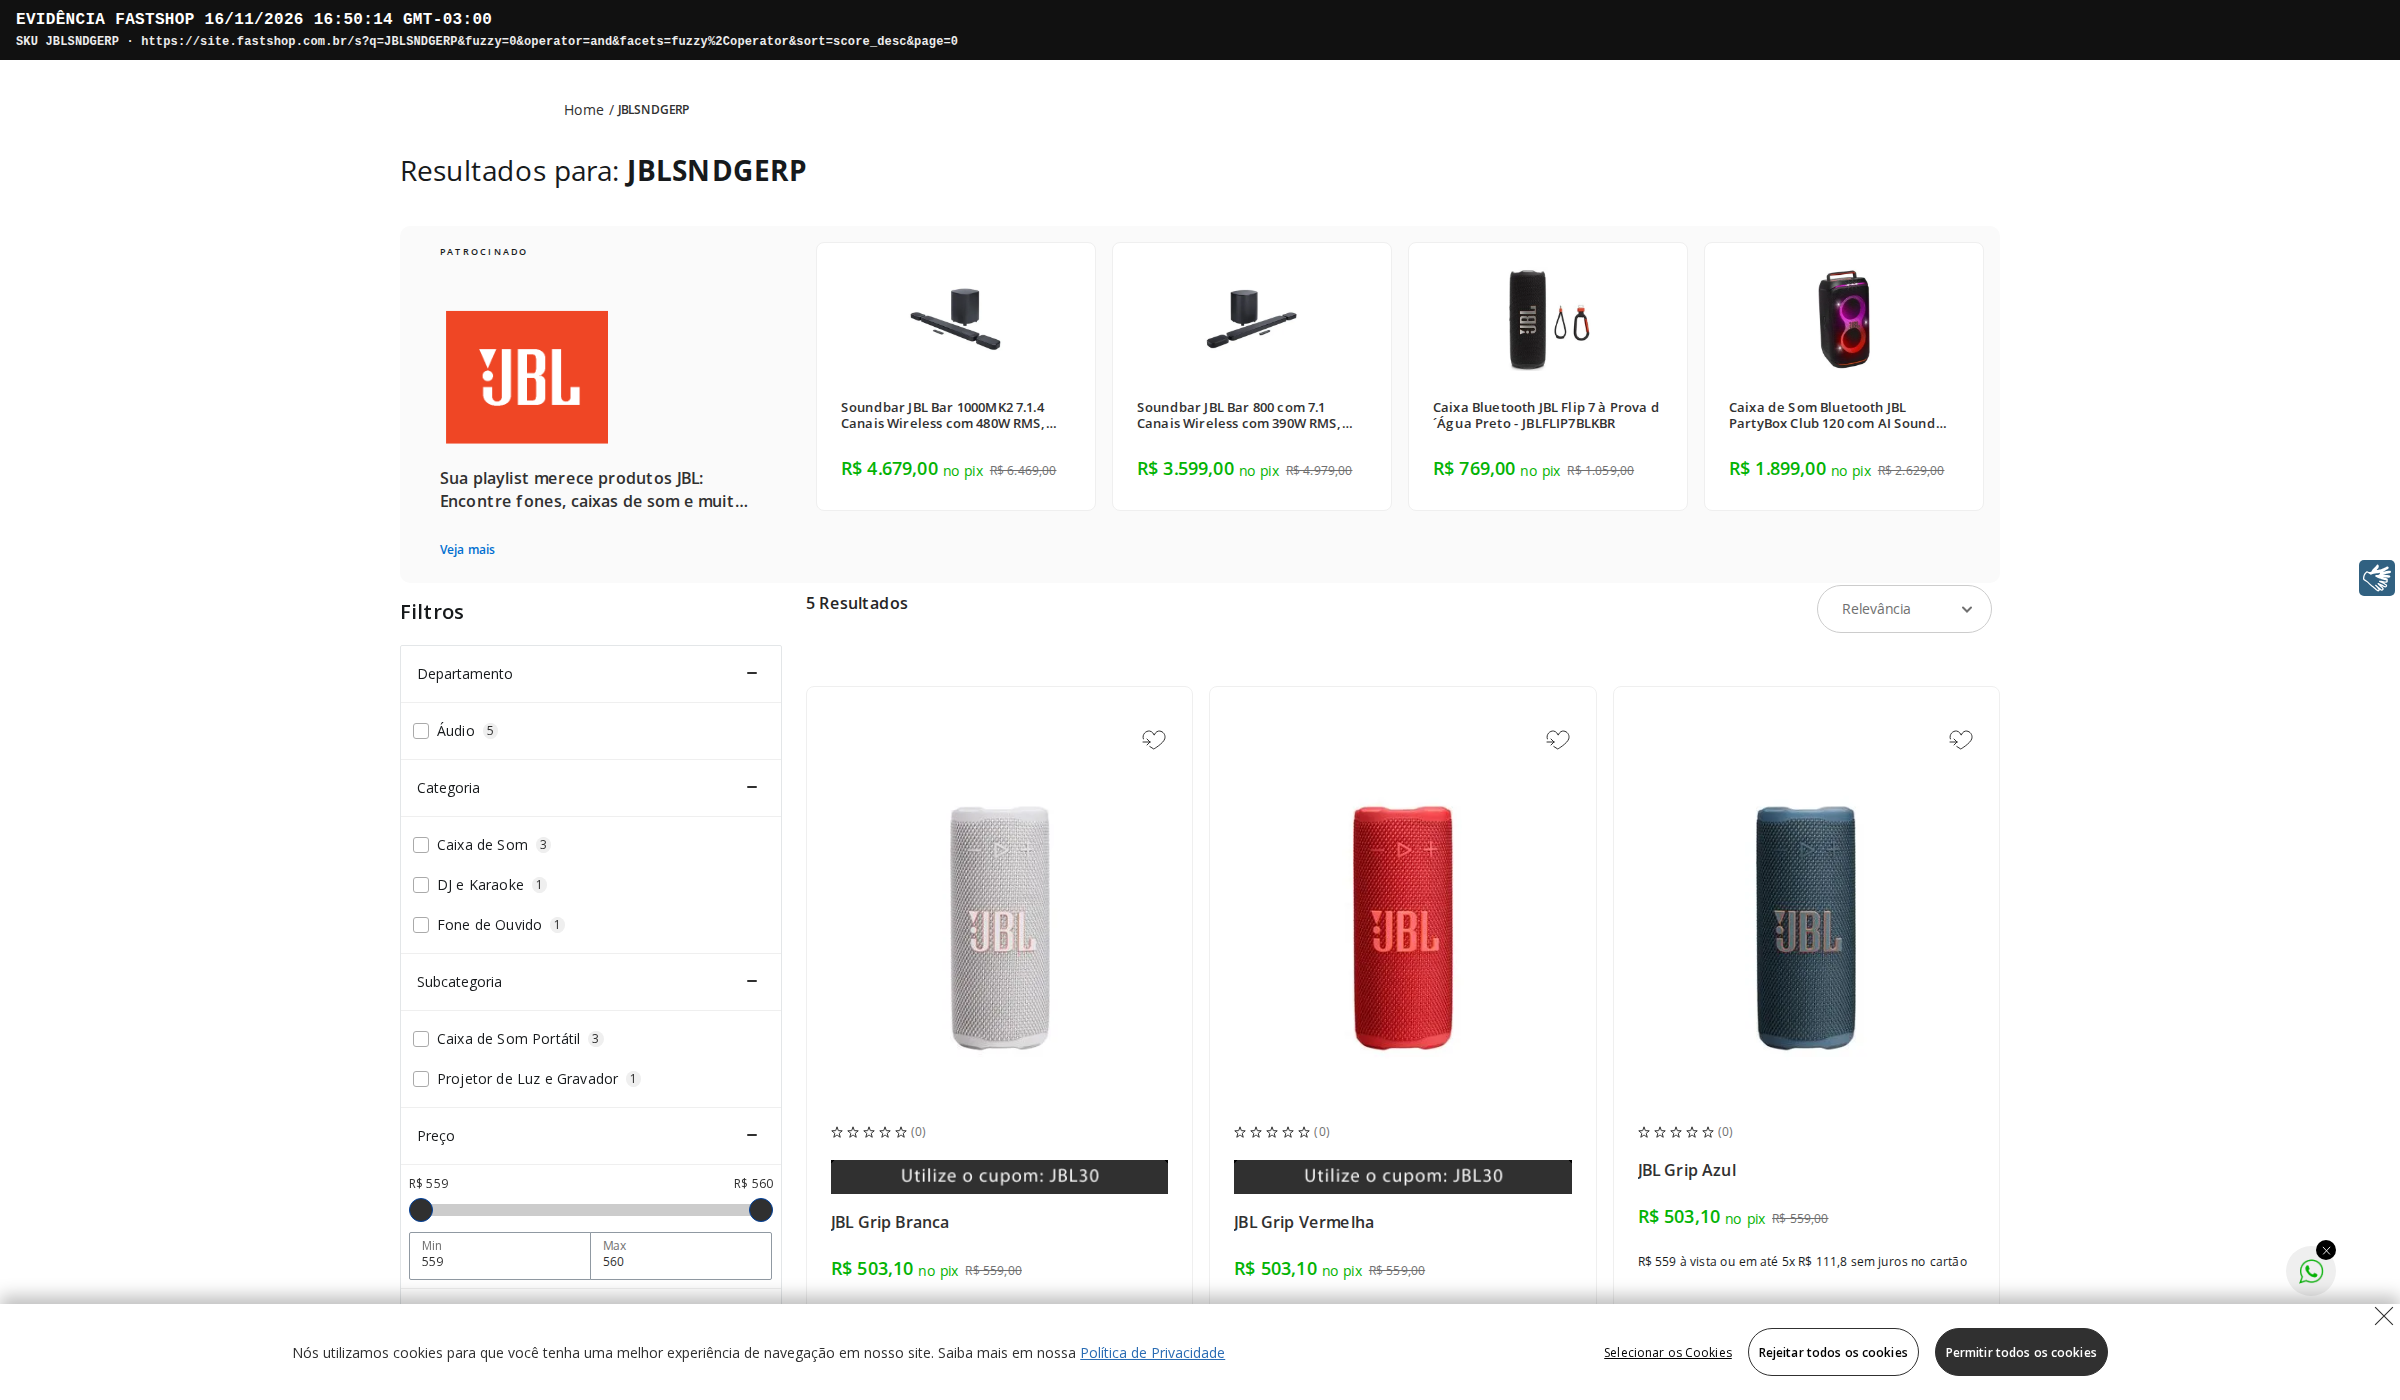 EVIDÊNCIA FASTSHOP 16/11/2026 16:50:14 GMT-03:00
SKU JBLSNDGERP · https://site.fastshop.com.br/s?q=JBLSNDGERP&fuzzy=0&operator=and&facets=fuzzy%2Coperator&sort=score_desc&page=0
Home / JBLSNDGERP
Resultados para: JBLSNDGERP
PATROCINADO
JBL
Sua playlist merece produtos JBL:
Encontre fones, caixas de som e muit...
Veja mais
Soundbar JBL Bar 1000MK2 7.1.4
Canais Wireless com 480W RMS,...
R$ 4.679,00 no pix R$ 6.469,00
Soundbar JBL Bar 800 com 7.1
Canais Wireless com 390W RMS,...
R$ 3.599,00 no pix R$ 4.979,00
JBL
Caixa Bluetooth JBL Flip 7 à Prova d
´Água Preto - JBLFLIP7BLKBR
R$ 769,00 no pix R$ 1.059,00
Caixa de Som Bluetooth JBL
PartyBox Club 120 com AI Sound...
R$ 1.899,00 no pix R$ 2.629,00
Filtros
5 Resultados
Relevância
Departamento
Áudio 5
Categoria
Caixa de Som 3
DJ e Karaoke 1
Fone de Ouvido 1
Subcategoria
Caixa de Som Portátil 3
Projetor de Luz e Gravador 1
Preço
R$ 559 R$ 560
Min
559
Max
560
JBL
(0)
Utilize o cupom: JBL30
JBL Grip Branca
R$ 503,10 no pix R$ 559,00
JBL
(0)
Utilize o cupom: JBL30
JBL Grip Vermelha
R$ 503,10 no pix R$ 559,00
JBL
(0)
JBL Grip Azul
R$ 503,10 no pix R$ 559,00
R$ 559 à vista ou em até 5x R$ 111,8 sem juros no cartão
Nós utilizamos cookies para que você tenha uma melhor experiência de navegação em nosso site. Saiba mais em nossa Política de Privacidade
Selecionar os Cookies
Rejeitar todos os cookies
Permitir todos os cookies